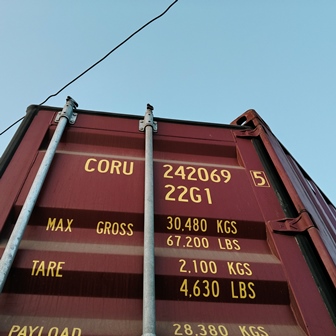 CORU 242069 5
22G1
MAX GROSS 30,480 KGS
67,200 LBS
TARE 2,100 KGS
4,630 LBS
PAYLOAD 28,380 KGS